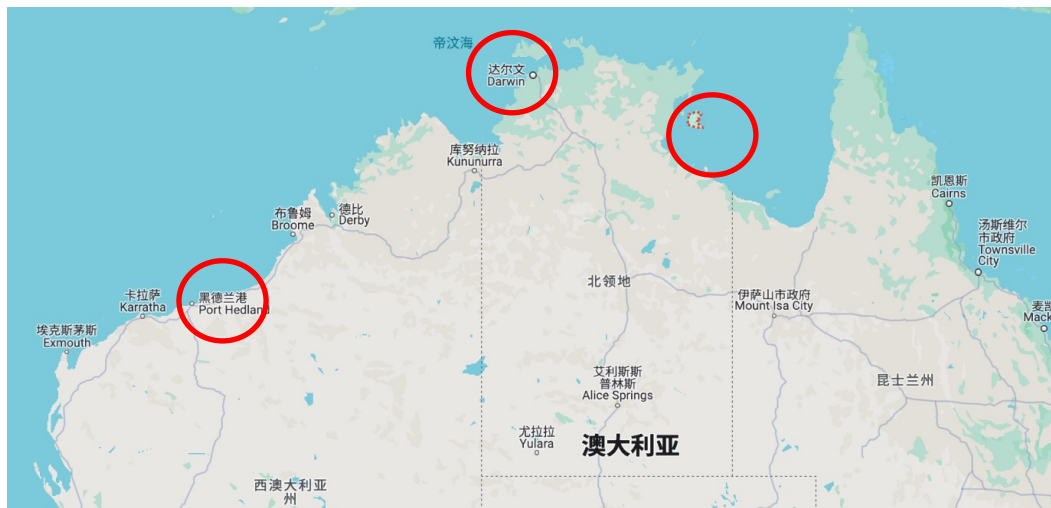 帝汶海
达尔文
Darwin
库努纳拉
Kununurra
凯恩斯
Cairns
德比
Derby
布鲁姆
Broome
汤斯维尔
市政府
Townsville
City
北领地
卡拉萨
Karratha
黑德兰港
Port Hedland
伊萨山市政府
Mount Isa City
麦凯
Mack
埃克斯茅斯
Exmouth
艾利斯斯
普林斯
Alice Springs
昆士兰州
尤拉拉
Yulara
澳大利亚
西澳大利亚
州